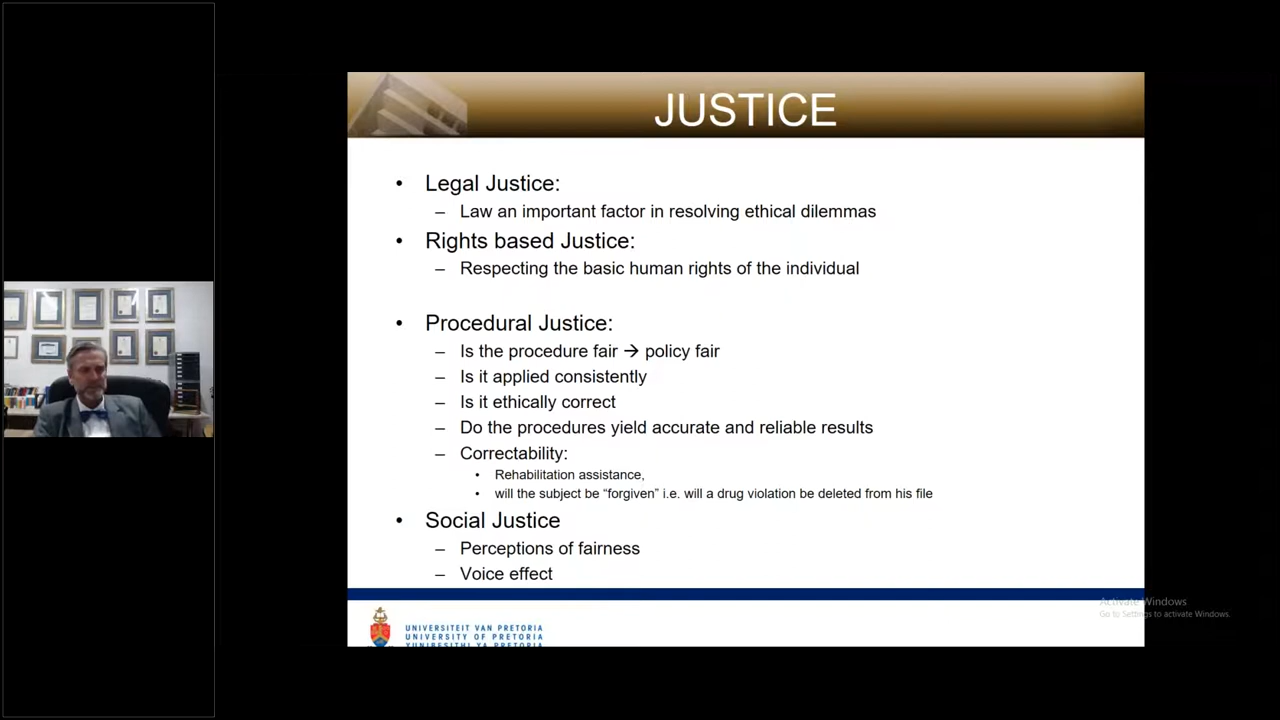 JUSTICE
• Legal Justice:
– Law an important factor in resolving ethical dilemmas
• Rights based Justice:
– Respecting the basic human rights of the individual
• Procedural Justice:
– Is the procedure fair → policy fair
– Is it applied consistently
– Is it ethically correct
– Do the procedures yield accurate and reliable results
– Correctability:
• Rehabilitation assistance,
• will the subject be “forgiven” i.e. will a drug violation be deleted from his file
• Social Justice
– Perceptions of fairness
– Voice effect
UNIVERSITEIT VAN PRETORIA
UNIVERSITY OF PRETORIA
YUNIBESITHI YA PRETORIA
Activate Windows
Go to Settings to activate Windows.